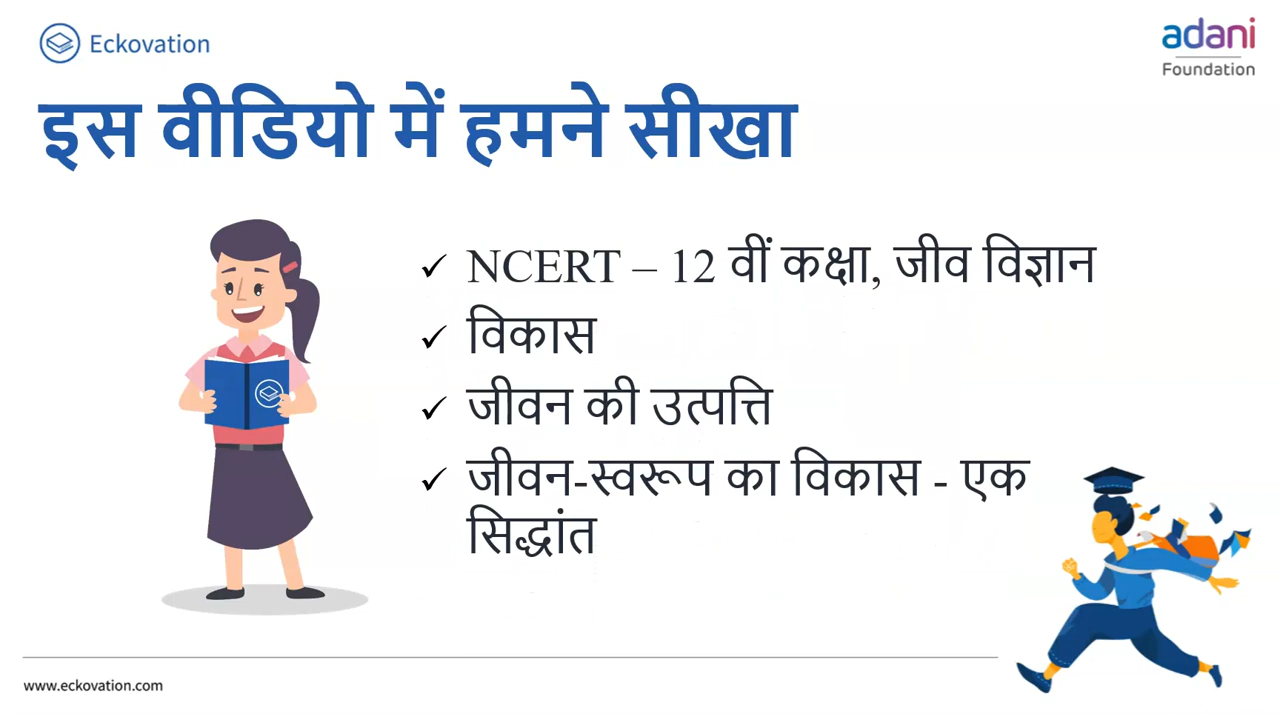 Eckovation
adani
Foundation
इस वीडियो में हमने सीखा
✓ NCERT – 12 वीं कक्षा, जीव विज्ञान
✓ विकास
✓ जीवन की उत्पत्ति
✓ जीवन-स्वरूप का विकास - एक
सिद्धांत
www.eckovation.com